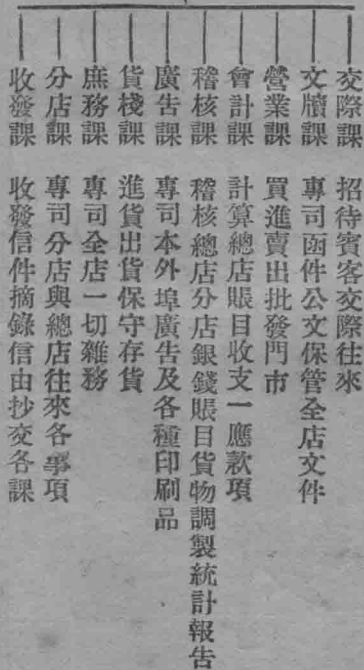 交際課　招待賓客交際往來
文牘課　專司函件公文保管全店文件
營業課　買進賣出批發門市
會計課　計算總店賬目收支一應款項
稽核課　稽核總店分店銀錢賬目貨物調製統計報告
廣告課　專司本外埠廣告及各種印刷品
貨棧課　進貨出貨保守存貨
庶務課　專司全店一切雜務
分店課　專司分店與總店往來各事項
收發課　收發信件摘錄信由抄交各課